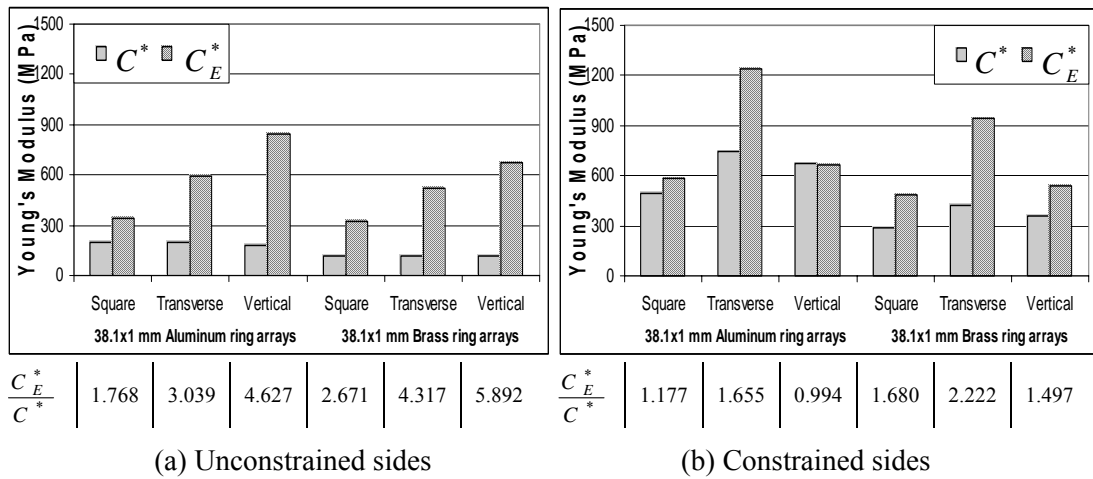 Young's Modulus (MPa)
1500
1200
900
600
300
0
C* C*E
Square Transverse Vertical Square Transverse Vertical
38.1x1 mm Aluminum ring arrays 38.1x1 mm Brass ring arrays
C*E / C* 1.768 3.039 4.627 2.671 4.317 5.892
(a) Unconstrained sides
Young's Modulus (MPa)
1500
1200
900
600
300
0
C* C*E
Square Transverse Vertical Square Transverse Vertical
38.1x1 mm Aluminum ring arrays 38.1x1 mm Brass ring arrays
C*E / C* 1.177 1.655 0.994 1.680 2.222 1.497
(b) Constrained sides